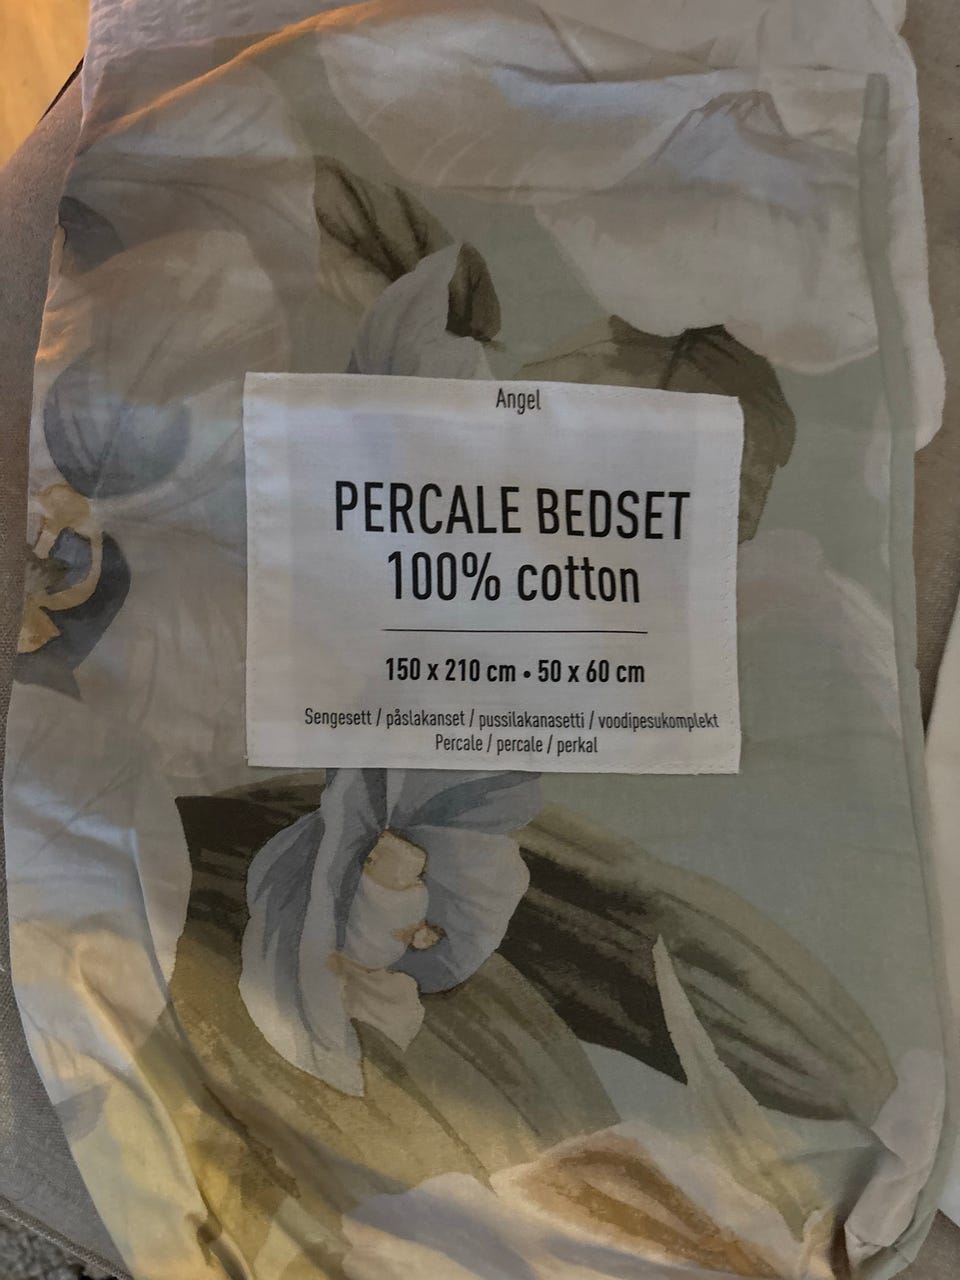 Angel
PERCALE BEDSET
100% cotton
150 x 210 cm • 50 x 60 cm
Sengesett / påslakanset / pussilakanasetti / voodipesukomplekt
Percale / percale / perkal